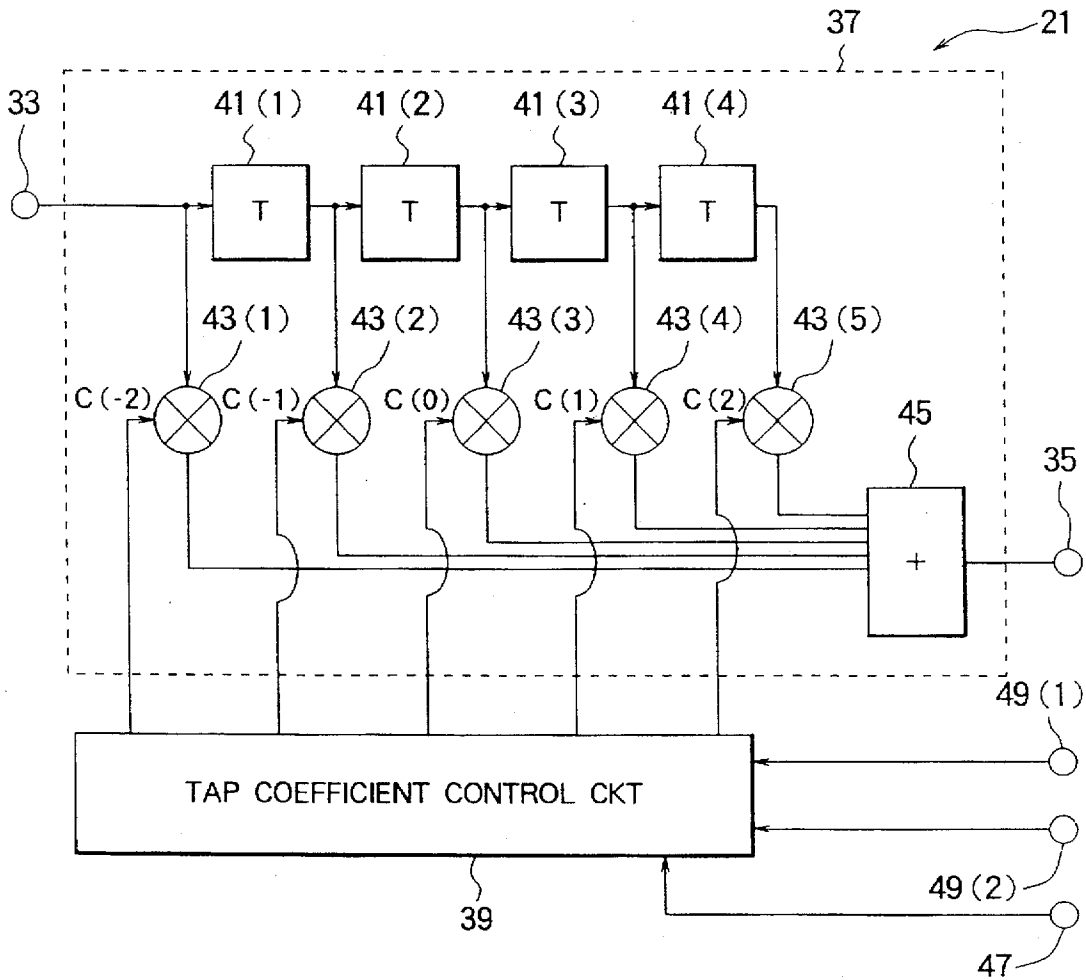 21
37
33
41(1) 41(2) 41(3) 41(4)
T T T T
43(1) 43(2) 43(3) 43(4) 43(5)
C(-2) C(-1) C(0) C(1) C(2)
45
35
+
49(1)
TAP COEFFICIENT CONTROL CKT
39
49(2)
47